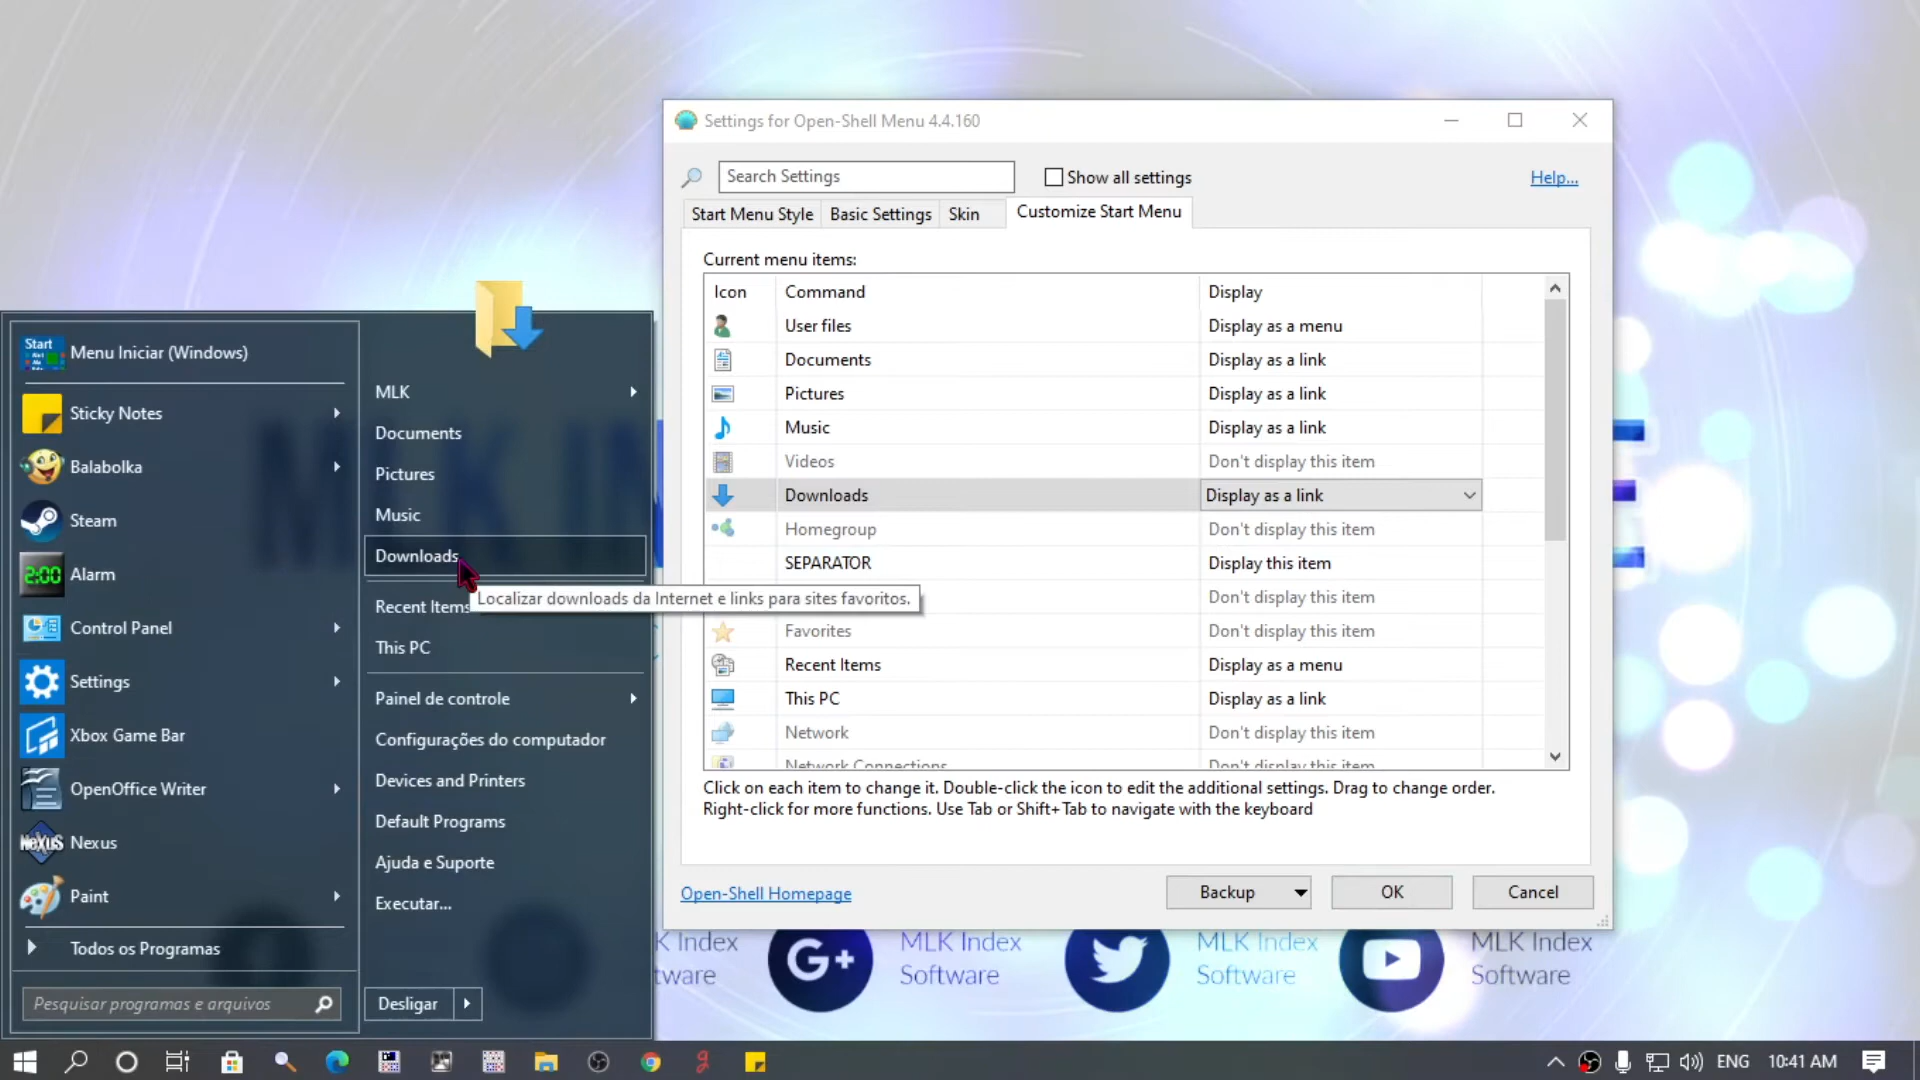 Settings for Open-Shell Menu 4.4.160
Search Settings
Show all settings
Help...
Start Menu Style
Basic Settings
Skin
Customize Start Menu
Current menu items:
Icon Command Display
User files Display as a menu
Documents Display as a link
Pictures Display as a link
Music Display as a link
Videos Don't display this item
Downloads Display as a link
Homegroup Don't display this item
SEPARATOR Display this item
Don't display this item
Favorites Don't display this item
Recent Items Display as a menu
This PC Display as a link
Network Don't display this item
Network Connections Don't display this item
Click on each item to change it. Double-click the icon to edit the additional settings. Drag to change order.
Right-click for more functions. Use Tab or Shift+Tab to navigate with the keyboard
Open-Shell Homepage
Backup
OK
Cancel
Start
Menu Iniciar (Windows)
Sticky Notes
Balabolka
Steam
2:00
Alarm
Control Panel
Settings
Xbox Game Bar
OpenOffice Writer
NeXuS
Nexus
Paint
Todos os Programas
Pesquisar programas e arquivos
MLK
Documents
Pictures
Music
Downloads
Localizar downloads da Internet e links para sites favoritos.
Recent Items
This PC
Painel de controle
Configurações do computador
Devices and Printers
Default Programs
Ajuda e Suporte
Executar...
Desligar
MLK IN
K Index
tware
G+
MLK Index
Software
MLK Index
Software
MLK Index
Software
ENG
10:41 AM